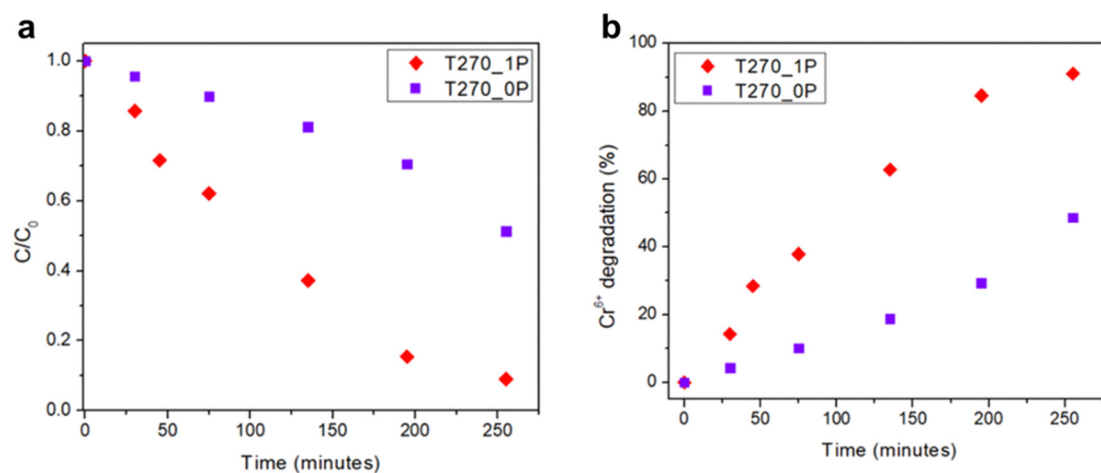 a
1.0
0.8
0.6
0.4
0.2
0.0
C/C₀
0 50 100 150 200 250
Time (minutes)
T270_1P
T270_0P
b
100
80
60
40
20
0
Cr⁶⁺ degradation (%)
0 50 100 150 200 250
Time (minutes)
T270_1P
T270_0P